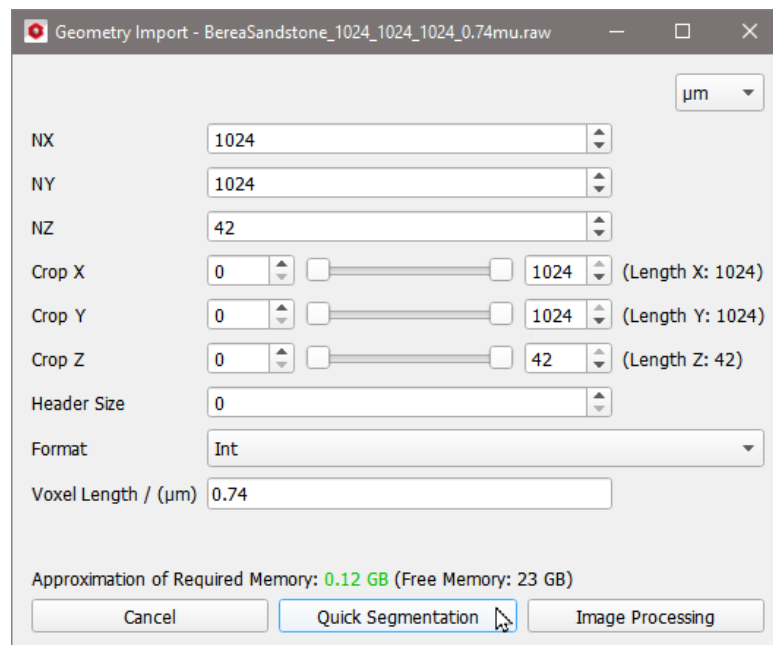 Geometry Import - BereaSandstone_1024_1024_1024_0.74mu.raw
µm
NX 1024
NY 1024
NZ 42
Crop X 0 1024 (Length X: 1024)
Crop Y 0 1024 (Length Y: 1024)
Crop Z 0 42 (Length Z: 42)
Header Size 0
Format Int
Voxel Length / (µm) 0.74
Approximation of Required Memory: 0.12 GB (Free Memory: 23 GB)
Cancel Quick Segmentation Image Processing